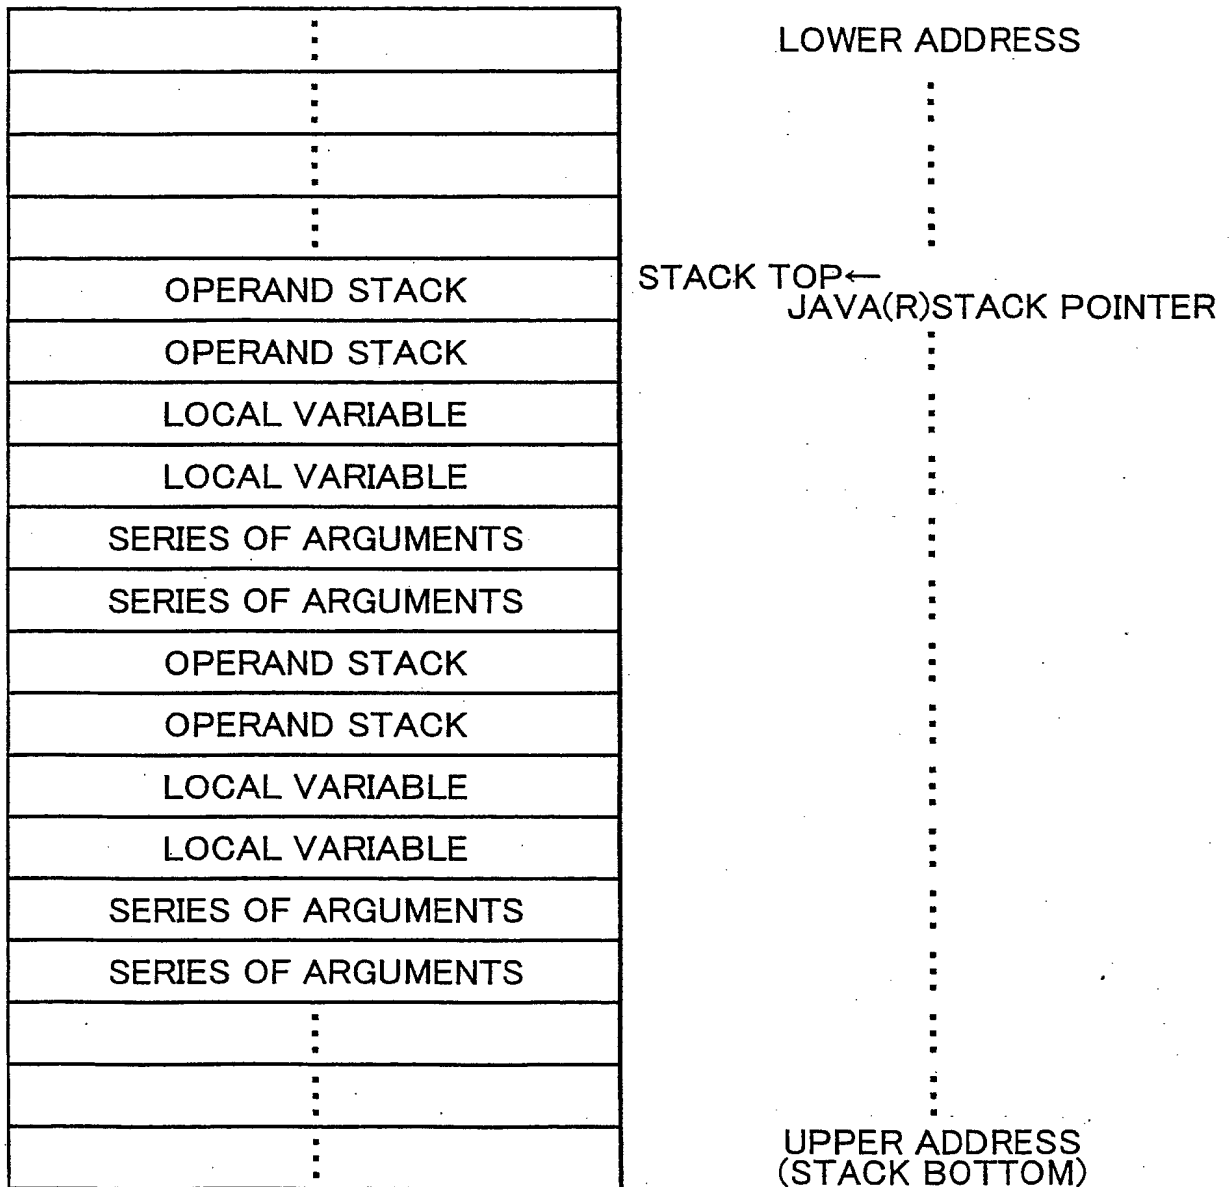 LOWER ADDRESS
OPERAND STACK
STACK TOP←
JAVA(R)STACK POINTER
OPERAND STACK
LOCAL VARIABLE
LOCAL VARIABLE
SERIES OF ARGUMENTS
SERIES OF ARGUMENTS
OPERAND STACK
OPERAND STACK
LOCAL VARIABLE
LOCAL VARIABLE
SERIES OF ARGUMENTS
SERIES OF ARGUMENTS
UPPER ADDRESS
(STACK BOTTOM)